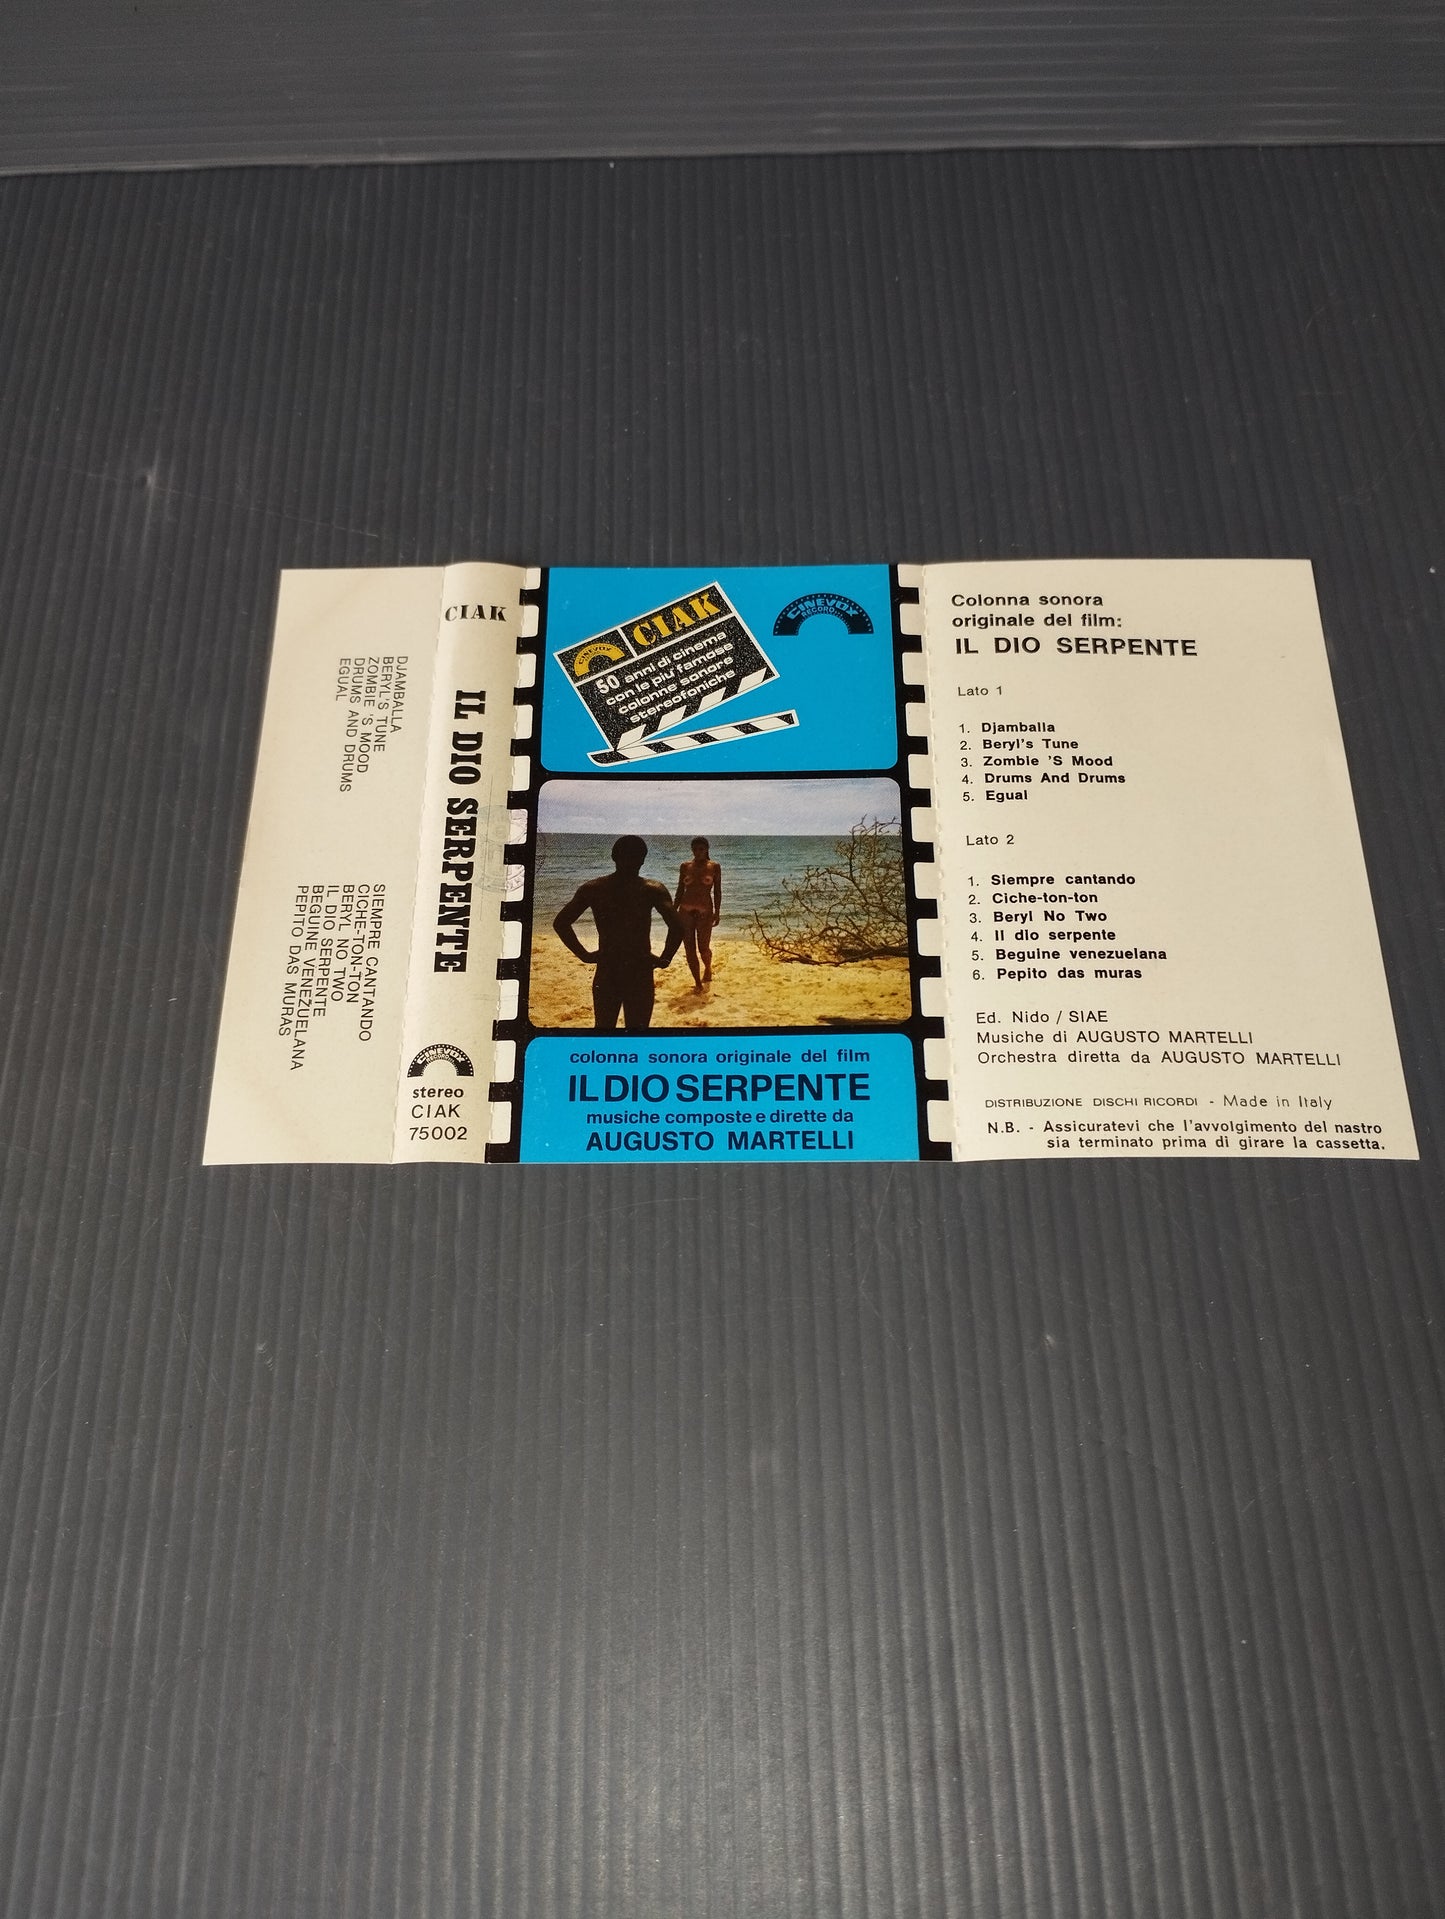 DJAMBALLA
BERYL'S TUNE
ZOMBIE 'S MOOD
DRUMS AND DRUMS
EGUAL
SIEMPRE CANTANDO
CICHE-TON-TON
BERYL NO TWO
IL DIO SERPENTE
BEGUINE VENEZUELANA
PEPITO DAS MURAS
CIAK
IL DIO SERPENTE
CINEVOX
RECORD
stereo
CIAK
75002
CINEVOX
CIAK
50 anni di cinema
con le più famose
colonne sonore
stereofoniche
CINEVOX
RECORD
colonna sonora originale del film
IL DIO SERPENTE
musiche composte e dirette da
AUGUSTO MARTELLI
Colonna sonora
originale del film:
IL DIO SERPENTE
Lato 1
1. Djamballa
2. Beryl's Tune
3. Zombie 'S Mood
4. Drums And Drums
5. Egual
Lato 2
1. Siempre cantando
2. Ciche-ton-ton
3. Beryl No Two
4. Il dio serpente
5. Beguine venezuelana
6. Pepito das muras
Ed. Nido / SIAE
Musiche di AUGUSTO MARTELLI
Orchestra diretta da AUGUSTO MARTELLI
DISTRIBUZIONE DISCHI RICORDI - Made in Italy
N.B. - Assicuratevi che l'avvolgimento del nastro
sia terminato prima di girare la cassetta.